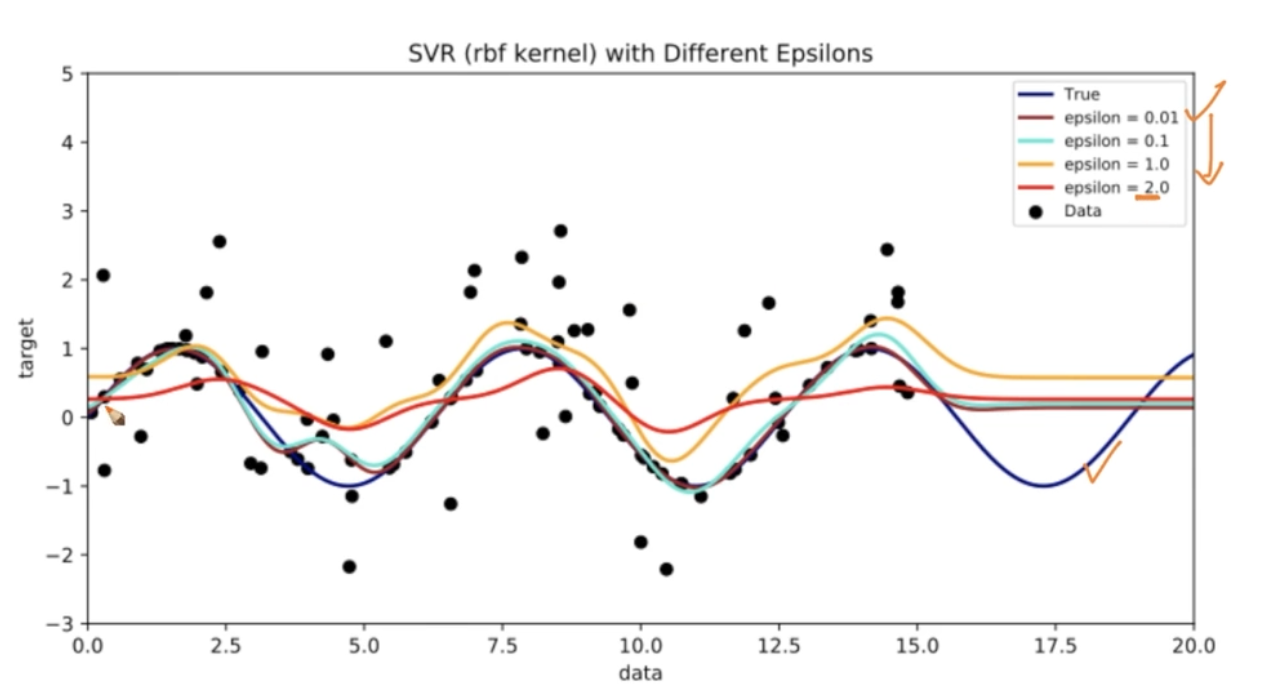 SVR (rbf kernel) with Different Epsilons
5
4
3
2
1
0
−1
−2
−3
target
True
epsilon = 0.01
epsilon = 0.1
epsilon = 1.0
epsilon = 2.0
Data
0.0 2.5 5.0 7.5 10.0 12.5 15.0 17.5 20.0
data